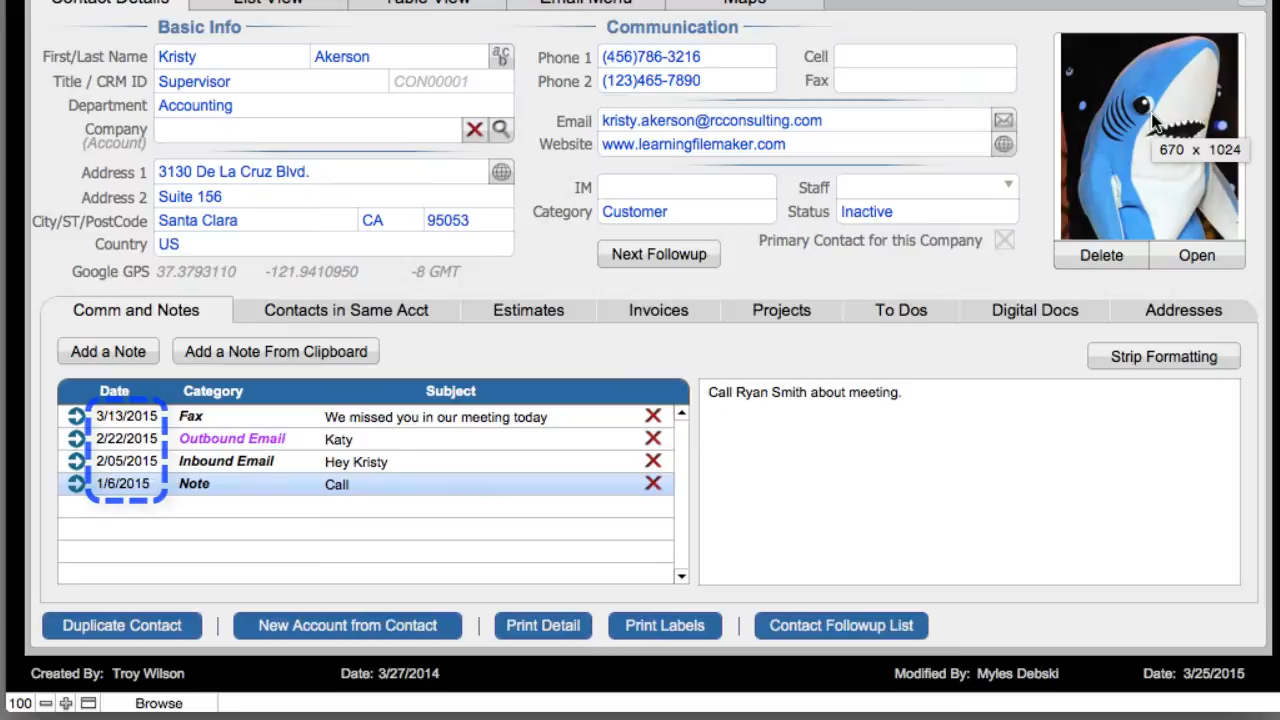 Contact Details List View Table View Email Menu Maps
Basic Info
Communication
First/Last Name Kristy Akerson
Title / CRM ID Supervisor CON00001
Department Accounting
Company
(Account)
Address 1 3130 De La Cruz Blvd.
Address 2 Suite 156
City/ST/PostCode Santa Clara CA 95053
Country US
Google GPS 37.3793110 -121.9410950 -8 GMT
Phone 1 (456)786-3216 Cell
Phone 2 (123)465-7890 Fax
Email kristy.akerson@rcconsulting.com
Website www.learningfilemaker.com
IM Staff
Category Customer Status Inactive
Next Followup Primary Contact for this Company
670 x 1024
Delete Open
Comm and Notes Contacts in Same Acct Estimates Invoices Projects To Dos Digital Docs Addresses
Add a Note Add a Note From Clipboard Strip Formatting
Date Category Subject
3/13/2015 Fax We missed you in our meeting today
2/22/2015 Outbound Email Katy
2/05/2015 Inbound Email Hey Kristy
1/6/2015 Note Call
Call Ryan Smith about meeting.
Duplicate Contact | New Account from Contact | Print Detail Print Labels | Contact Followup List
Created By: Troy Wilson Date: 3/27/2014 Modified By: Myles Debski Date: 3/25/2015
100 Browse